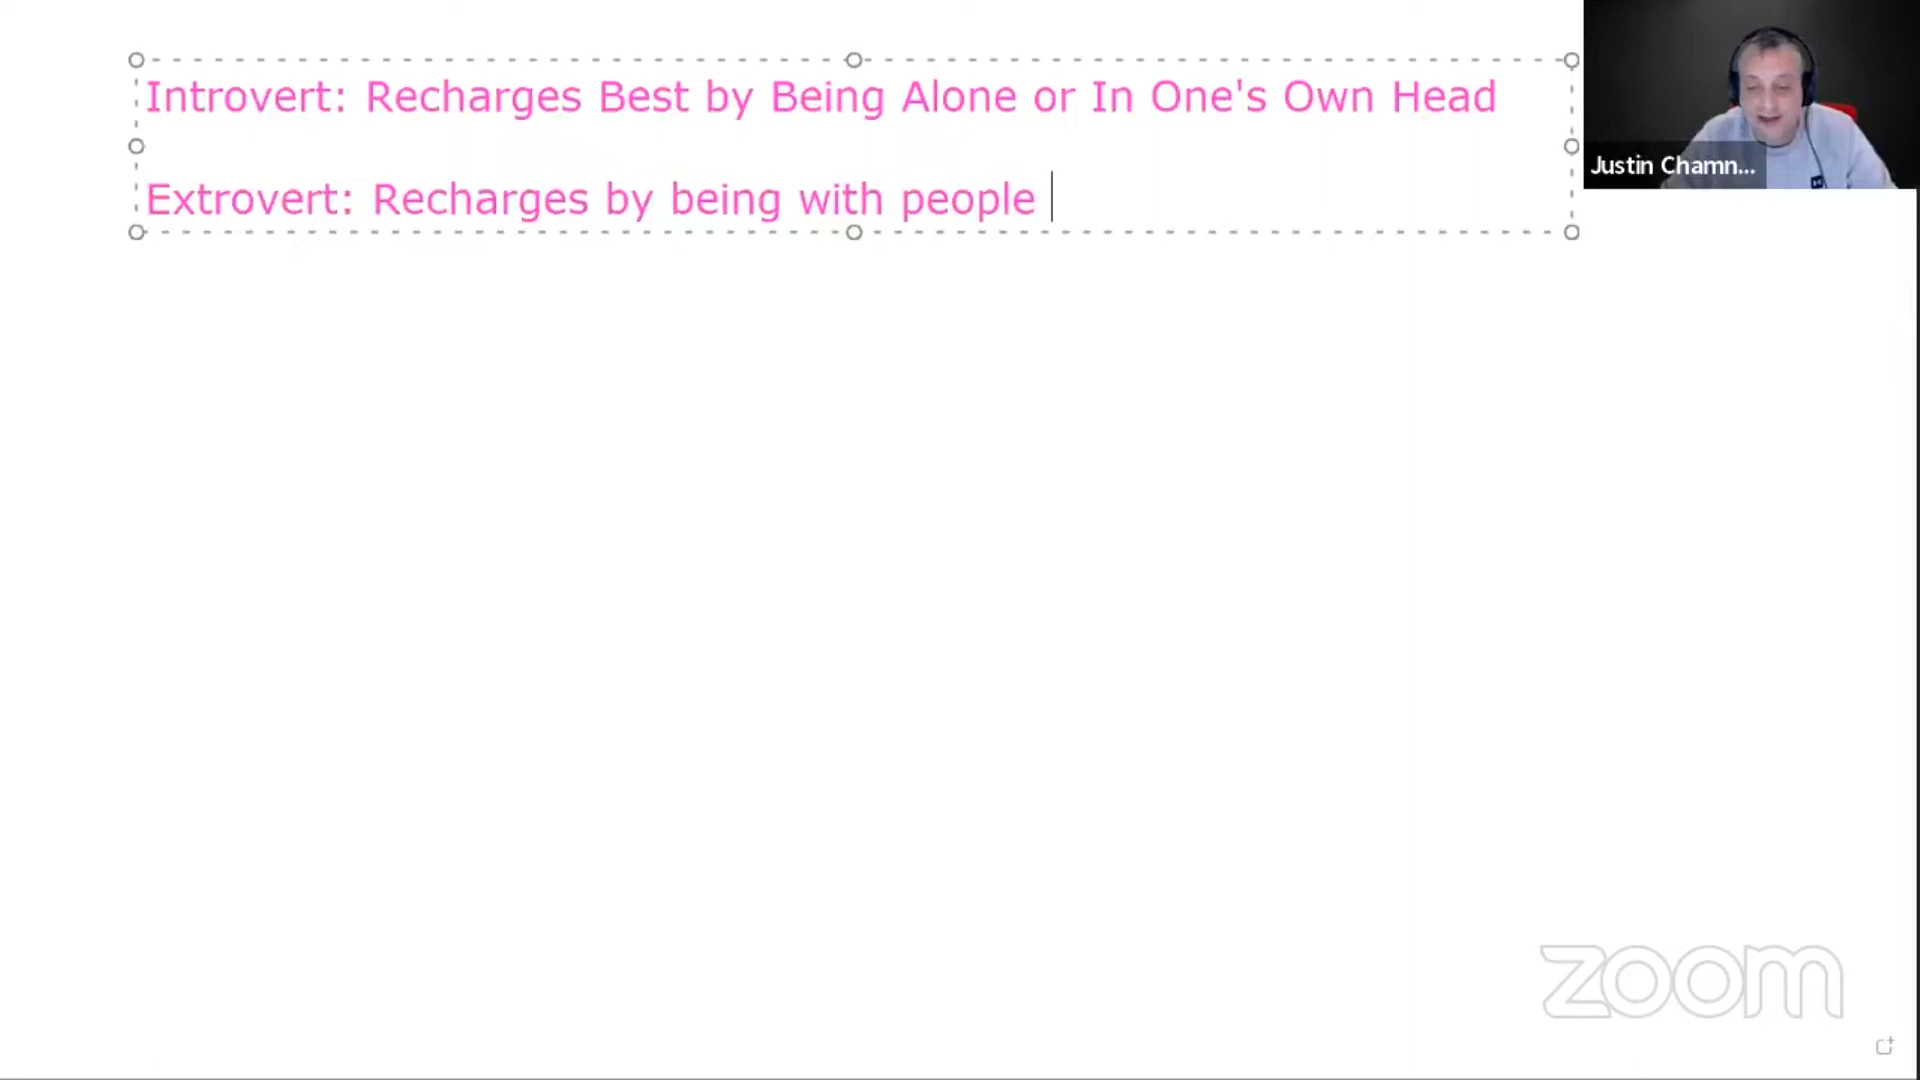 Introvert: Recharges Best by Being Alone or In One's Own Head
Extrovert: Recharges by being with people
Justin Chamn...
zoom